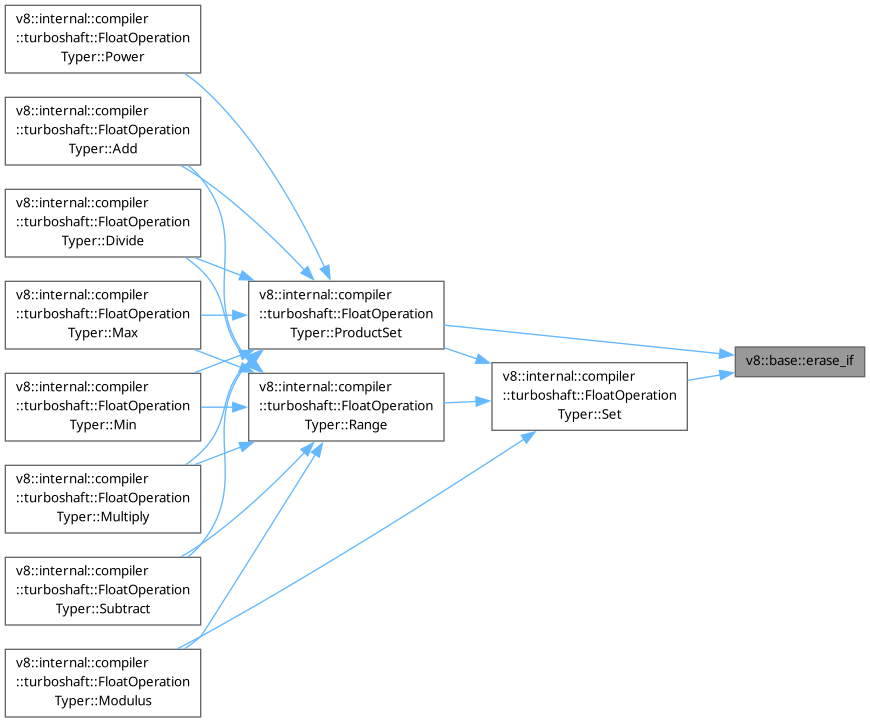 v8::internal::compiler
::turboshaft::FloatOperation
Typer::Power
v8::internal::compiler
::turboshaft::FloatOperation
Typer::Add
v8::internal::compiler
::turboshaft::FloatOperation
Typer::Divide
v8::internal::compiler
::turboshaft::FloatOperation
Typer::Max
v8::internal::compiler
::turboshaft::FloatOperation
Typer::Min
v8::internal::compiler
::turboshaft::FloatOperation
Typer::Multiply
v8::internal::compiler
::turboshaft::FloatOperation
Typer::Subtract
v8::internal::compiler
::turboshaft::FloatOperation
Typer::Modulus
v8::internal::compiler
::turboshaft::FloatOperation
Typer::ProductSet
v8::internal::compiler
::turboshaft::FloatOperation
Typer::Range
v8::internal::compiler
::turboshaft::FloatOperation
Typer::Set
v8::base::erase_if